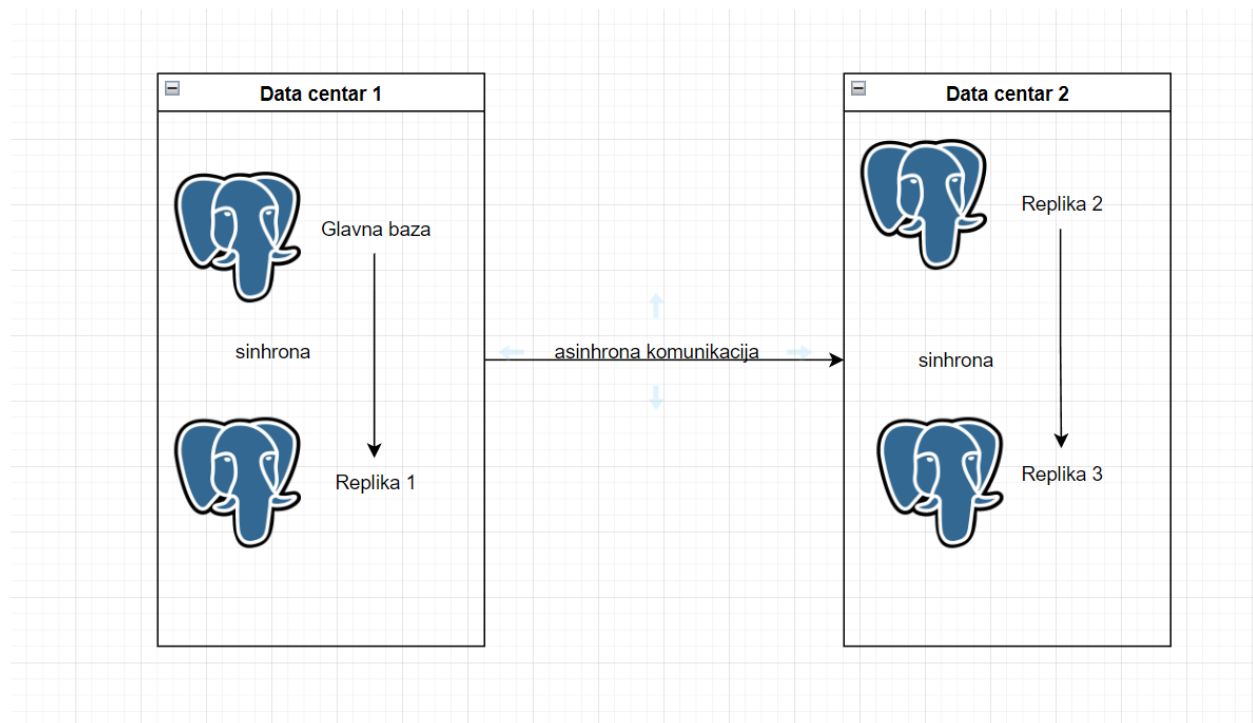 Data centar 1
Glavna baza
sinhrona
Replika 1
asinhrona komunikacija
Data centar 2
Replika 2
sinhrona
Replika 3